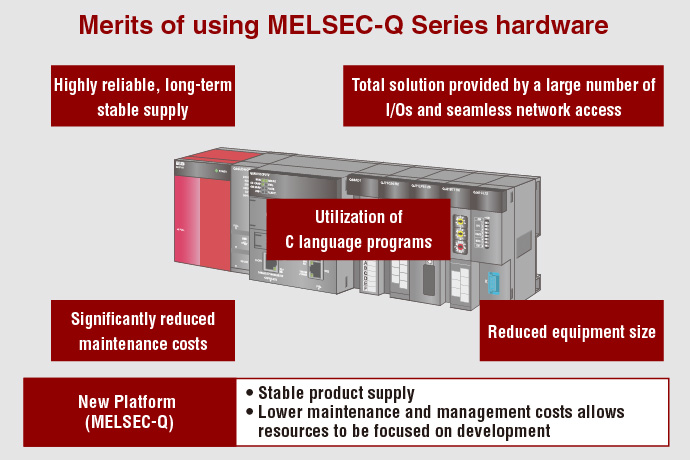 Merits of using MELSEC-Q Series hardware
Highly reliable, long-term
stable supply
Total solution provided by a large number of
I/Os and seamless network access
Utilization of
C language programs
Significantly reduced
maintenance costs
Reduced equipment size
New Platform
(MELSEC-Q)
• Stable product supply
• Lower maintenance and management costs allows
resources to be focused on development